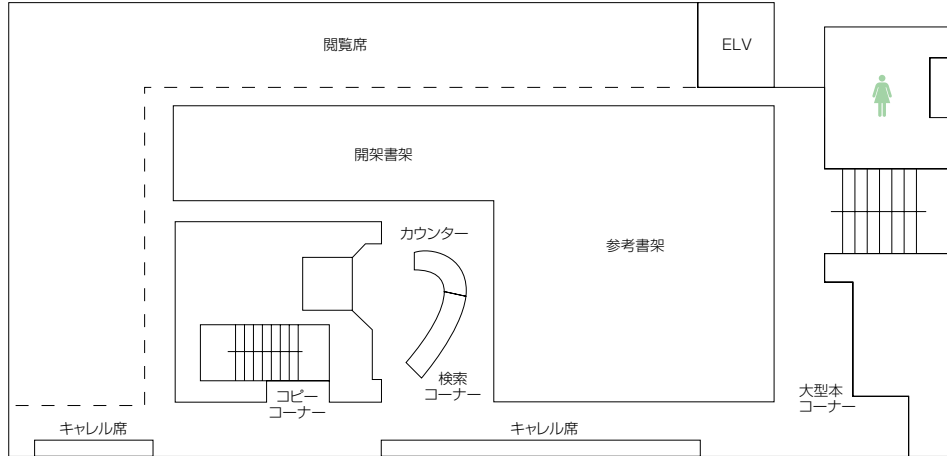 閲覧席
ELV
開架書架
カウンター
参考書架
検索
コーナー
コピー
コーナー
大型本
コーナー
キャレル席
キャレル席